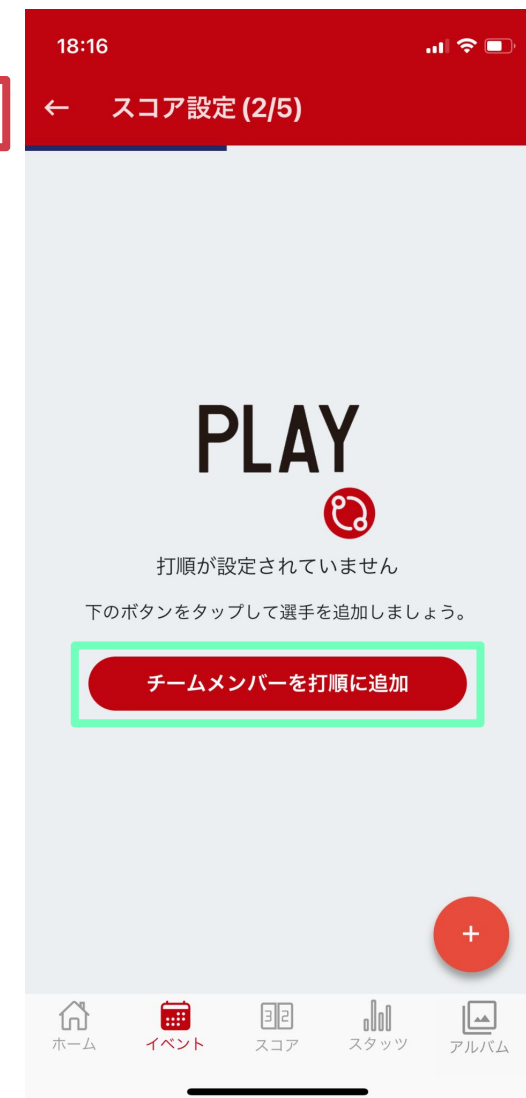 18:16
スコア設定 (2/5)
PLAY
打順が設定されていません
下のボタンをタップして選手を追加しましょう。
チームメンバーを打順に追加
+
ホーム
イベント
スコア
スタッツ
アルバム